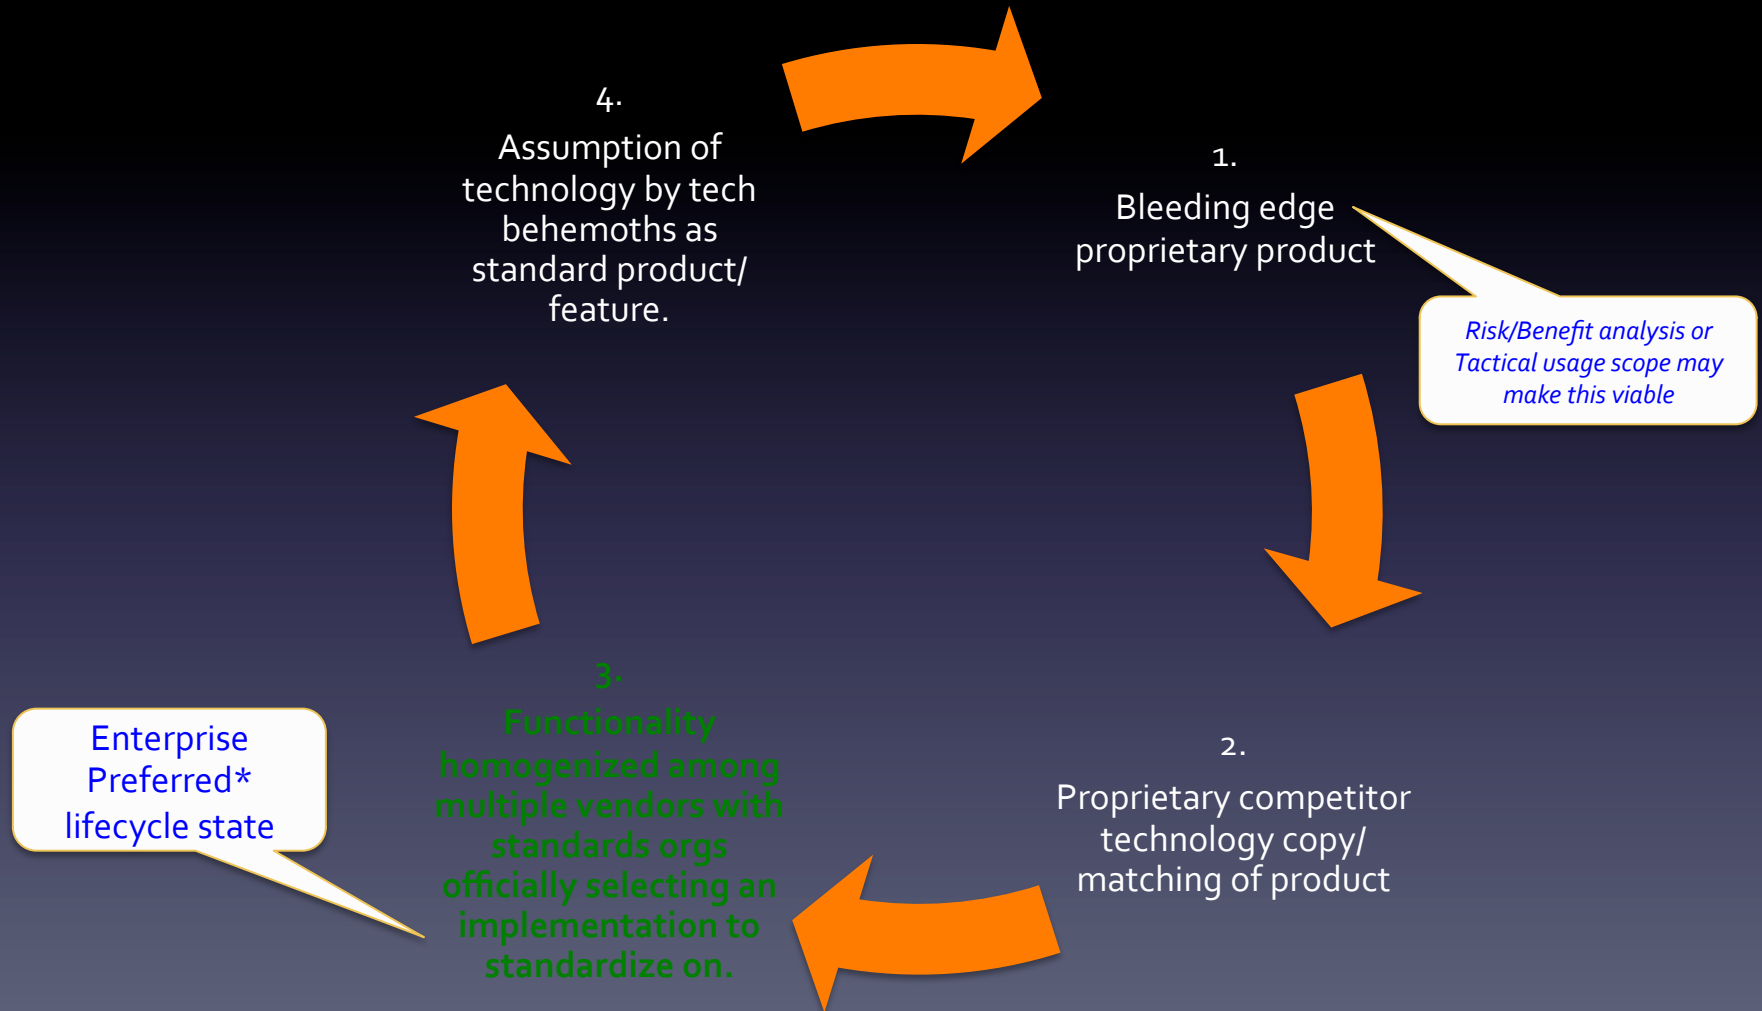 4.
Assumption of
technology by tech
behemoths as
standard product/
feature.
1.
Bleeding edge
proprietary product
Risk/Benefit analysis or
Tactical usage scope may
make this viable
2.
Proprietary competitor
technology copy/
matching of product
3.
Functionality
homogenized among
multiple vendors with
standards orgs
officially selecting an
implementation to
standardize on.
Enterprise
Preferred*
lifecycle state